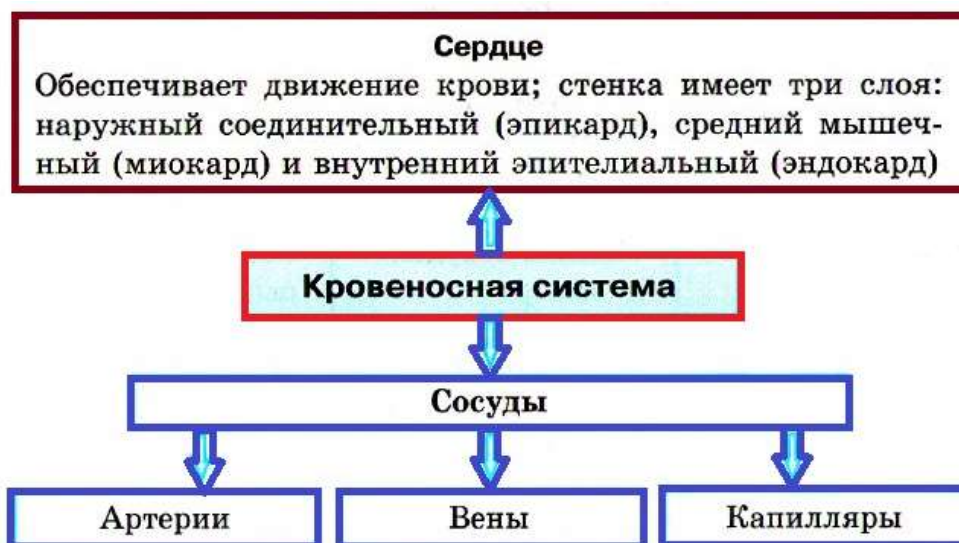 Сердце
Обеспечивает движение крови; стенка имеет три слоя:
наружный соединительный (эпикард), средний мышеч-
ный (миокард) и внутренний эпителиальный (эндокард)
Кровеносная система
Сосуды
Артерии
Вены
Капилляры